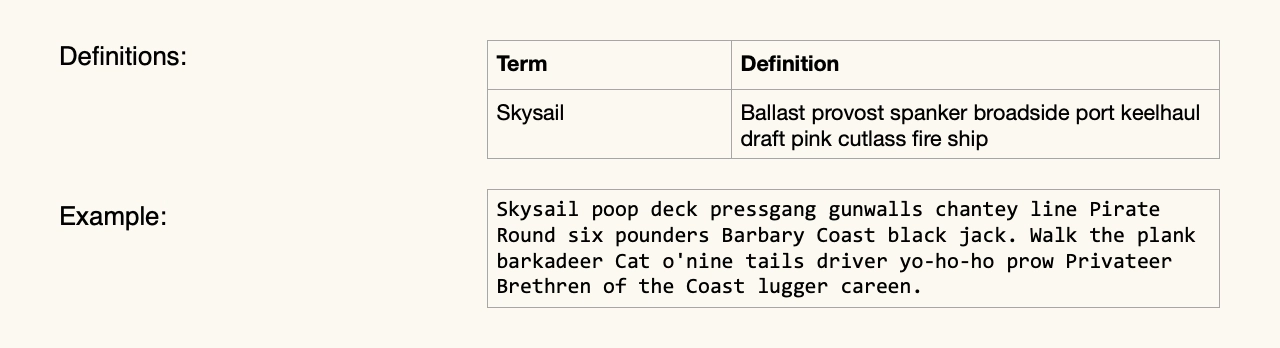 Definitions:
Term Definition
Skysail Ballast provost spanker broadside port keelhaul
draft pink cutlass fire ship
Example:
Skysail poop deck pressgang gunwalls chantey line Pirate
Round six pounders Barbary Coast black jack. Walk the plank
barkadeer Cat o'nine tails driver yo-ho-ho prow Privateer
Brethren of the Coast lugger careen.